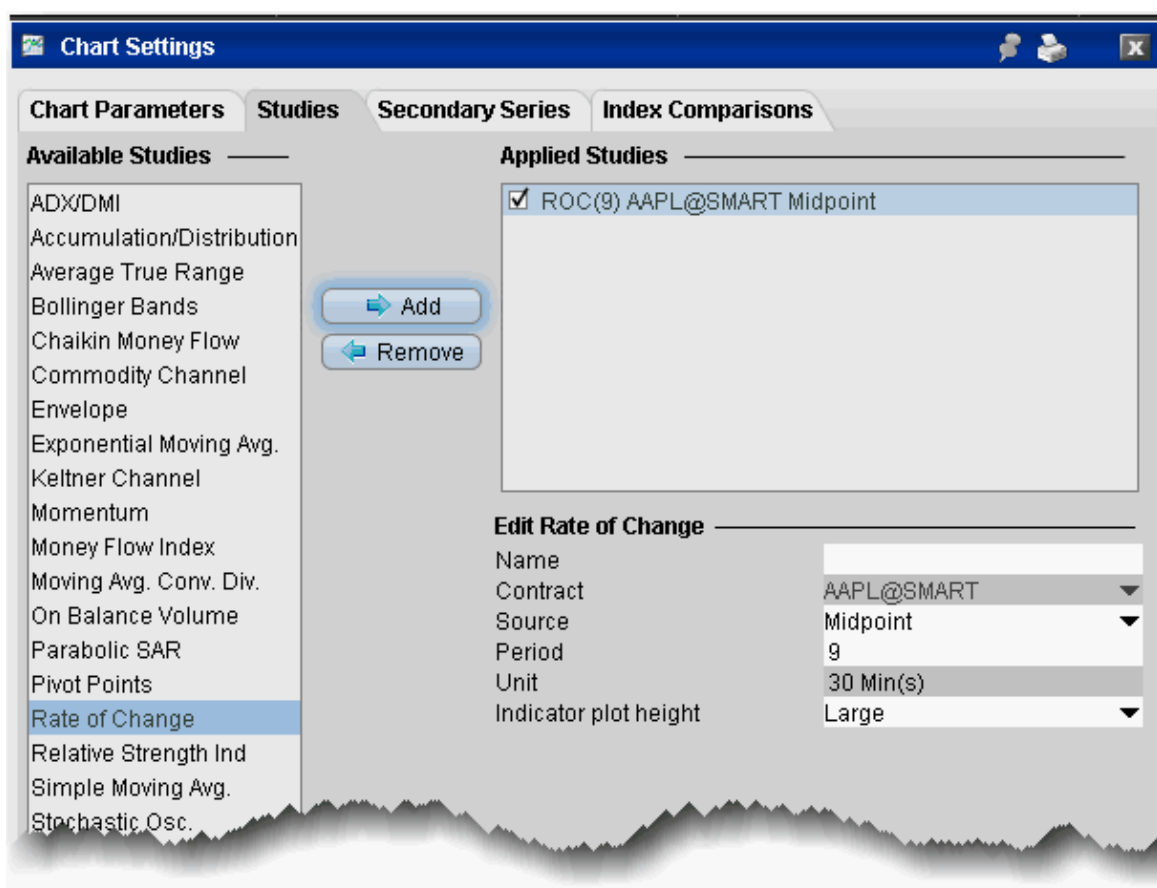 Chart Settings
Chart Parameters Studies Secondary Series Index Comparisons
Available Studies
ADX/DMI
Accumulation/Distribution
Average True Range
Bollinger Bands
Chaikin Money Flow
Commodity Channel
Envelope
Exponential Moving Avg.
Keltner Channel
Momentum
Money Flow Index
Moving Avg. Conv. Div.
On Balance Volume
Parabolic SAR
Pivot Points
Rate of Change
Relative Strength Ind
Simple Moving Avg.
Stochastic Osc.
Add
Remove
Applied Studies
ROC(9) AAPL@SMART Midpoint
Edit Rate of Change
Name
Contract AAPL@SMART
Source Midpoint
Period 9
Unit 30 Min(s)
Indicator plot height Large